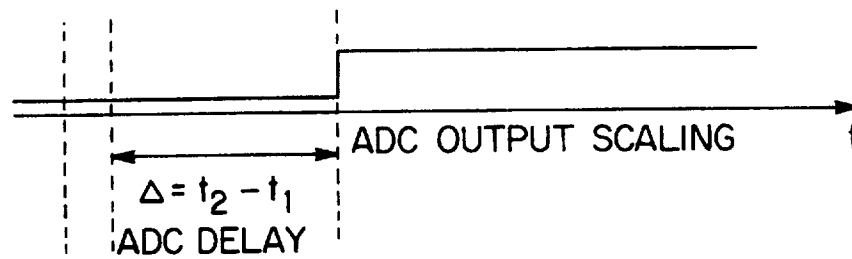 ADC OUTPUT SCALING
Δ = t₂ - t₁
ADC DELAY